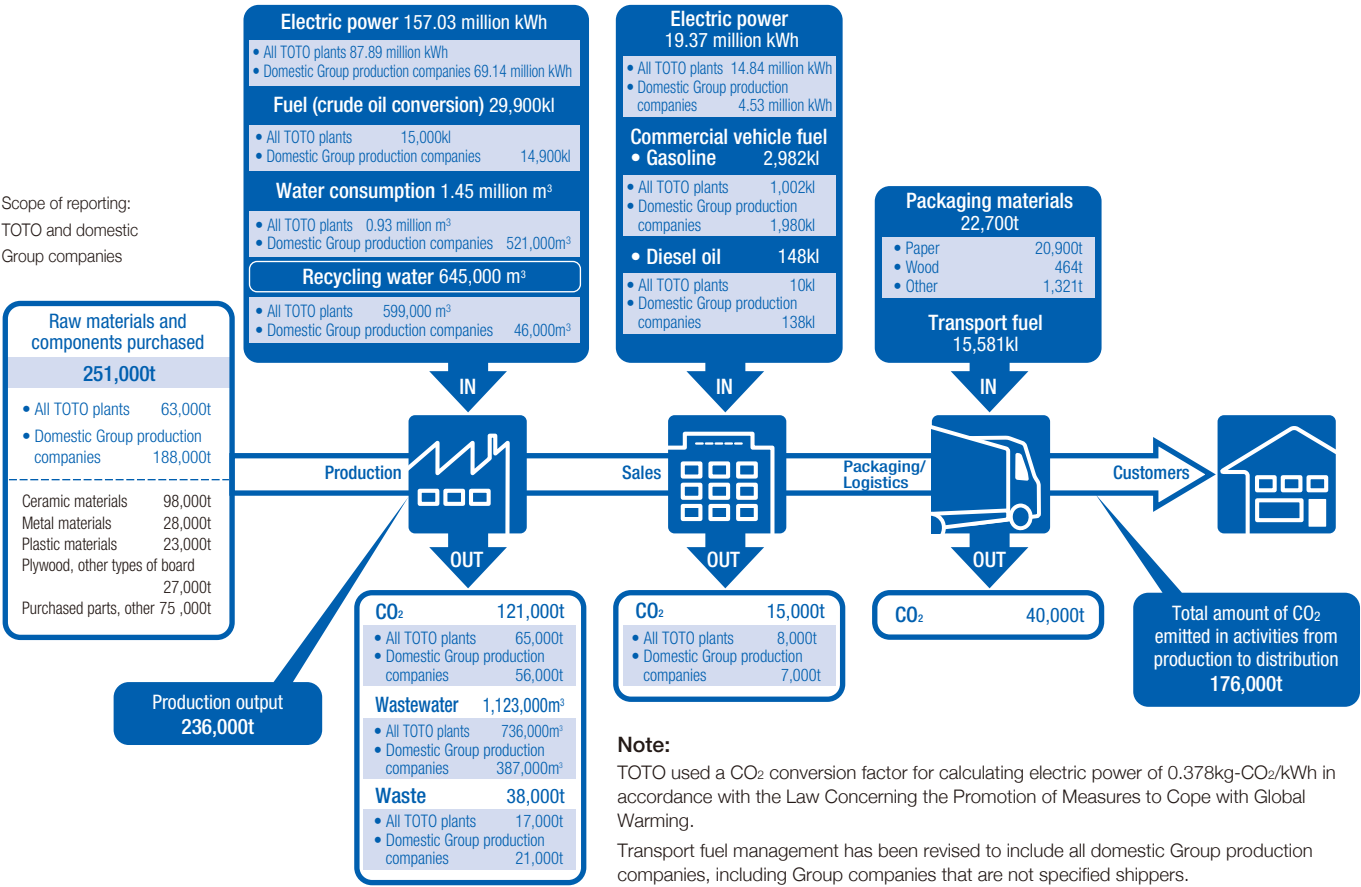 Electric power 157.03 million kWh
• All TOTO plants 87.89 million kWh
• Domestic Group production companies 69.14 million kWh
Fuel (crude oil conversion) 29,900kl
• All TOTO plants 15,000kl
• Domestic Group production companies 14,900kl
Water consumption 1.45 million m³
• All TOTO plants 0.93 million m³
• Domestic Group production companies 521,000m³
Recycling water 645,000 m³
• All TOTO plants 599,000 m³
• Domestic Group production companies 46,000m³
IN
Electric power
19.37 million kWh
• All TOTO plants 14.84 million kWh
• Domestic Group production
companies 4.53 million kWh
Commercial vehicle fuel
• Gasoline 2,982kl
• All TOTO plants 1,002kl
• Domestic Group production
companies 1,980kl
• Diesel oil 148kl
• All TOTO plants 10kl
• Domestic Group production
companies 138kl
IN
Packaging materials
22,700t
• Paper 20,900t
• Wood 464t
• Other 1,321t
Transport fuel
15,581kl
IN
Scope of reporting:
TOTO and domestic
Group companies
Raw materials and
components purchased
251,000t
• All TOTO plants 63,000t
• Domestic Group production
companies 188,000t
Ceramic materials 98,000t
Metal materials 28,000t
Plastic materials 23,000t
Plywood, other types of board
27,000t
Purchased parts, other 75 ,000t
Production
Sales
Packaging/
Logistics
Customers
OUT
OUT
OUT
Production output
236,000t
CO₂ 121,000t
• All TOTO plants 65,000t
• Domestic Group production
companies 56,000t
Wastewater 1,123,000m³
• All TOTO plants 736,000m³
• Domestic Group production
companies 387,000m³
Waste 38,000t
• All TOTO plants 17,000t
• Domestic Group production
companies 21,000t
CO₂ 15,000t
• All TOTO plants 8,000t
• Domestic Group production
companies 7,000t
CO₂ 40,000t
Total amount of CO₂
emitted in activities from
production to distribution
176,000t
Note:
TOTO used a CO₂ conversion factor for calculating electric power of 0.378kg-CO₂/kWh in
accordance with the Law Concerning the Promotion of Measures to Cope with Global
Warming.
Transport fuel management has been revised to include all domestic Group production
companies, including Group companies that are not specified shippers.